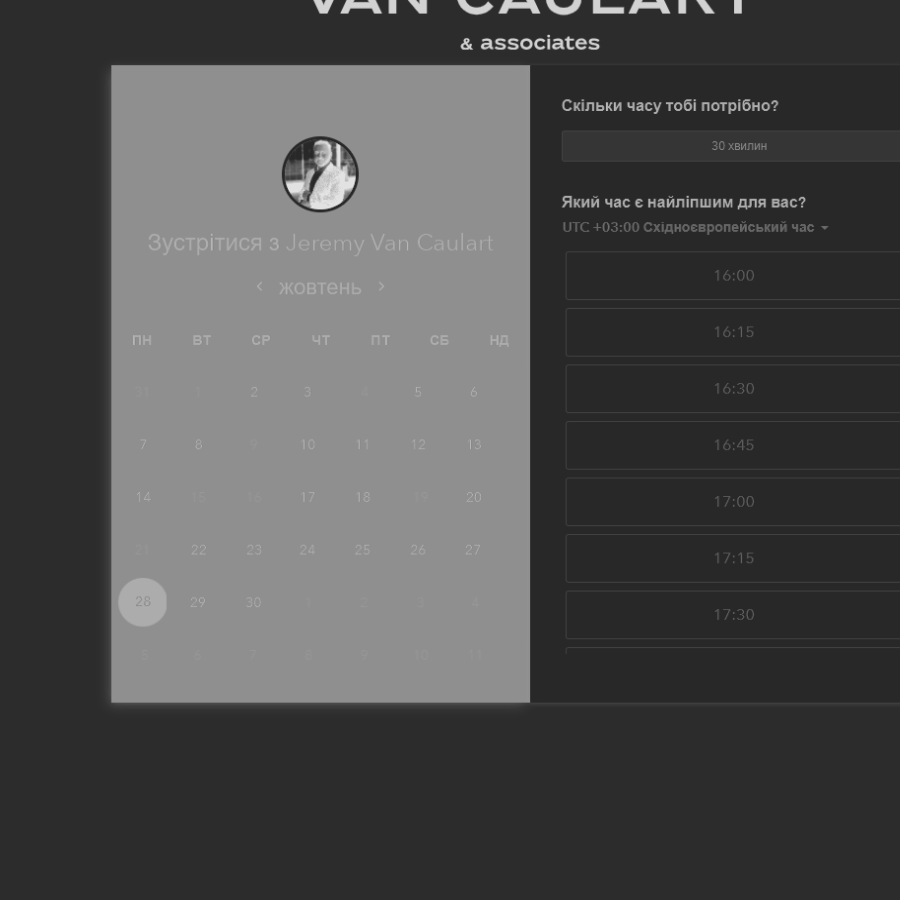 VAN CAULART
& associates
Зустрітися з Jeremy Van Caulart
< жовтень >
ПН ВТ СР ЧТ ПТ СБ НД
31 1 2 3 4 5 6
7 8 9 10 11 12 13
14 15 16 17 18 19 20
21 22 23 24 25 26 27
28 29 30 1 2 3 4
5 6 7 8 9 10 11
Скільки часу тобі потрібно?
30 хвилин
Який час є найліпшим для вас?
UTC +03:00 Східноєвропейський час
16:00
16:15
16:30
16:45
17:00
17:15
17:30